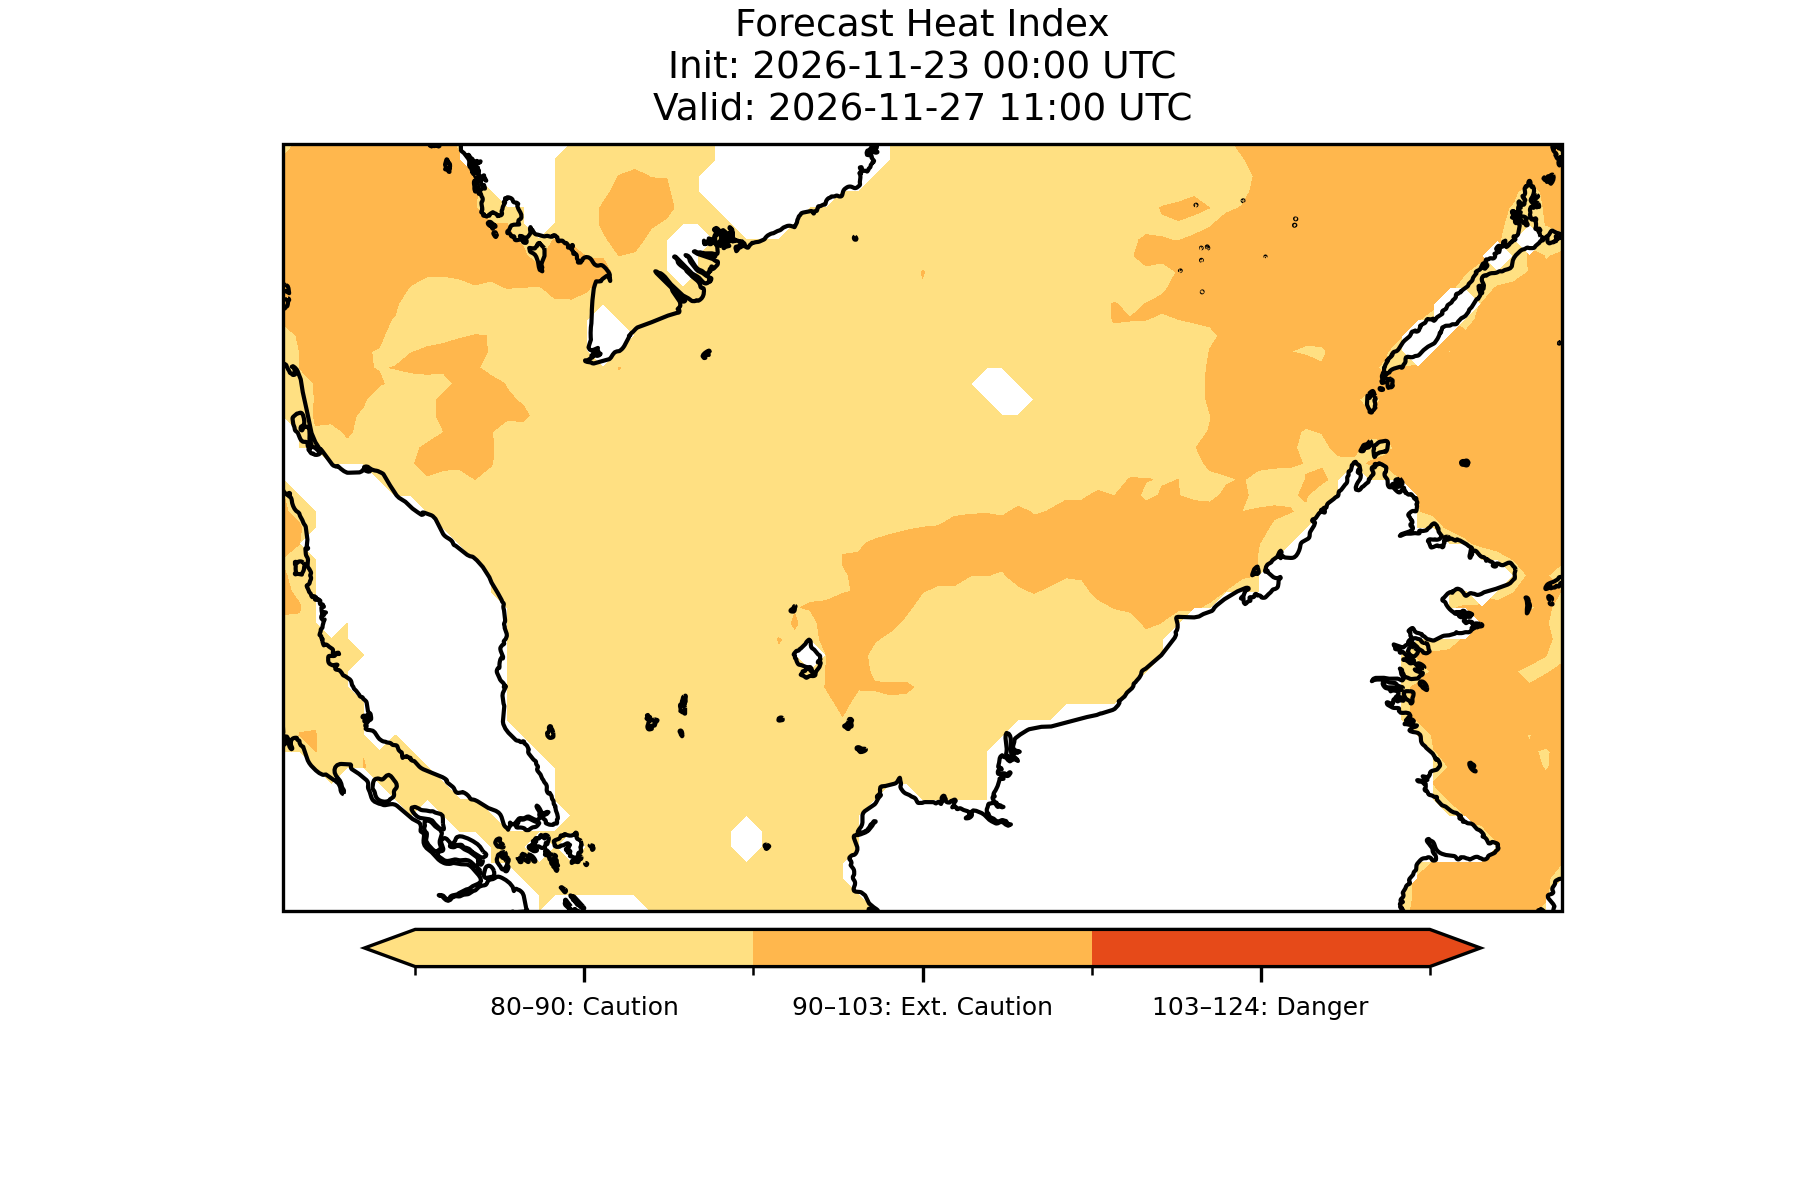 Forecast Heat Index
Init: 2026-11-23 00:00 UTC
Valid: 2026-11-27 11:00 UTC
80–90: Caution
90–103: Ext. Caution
103–124: Danger